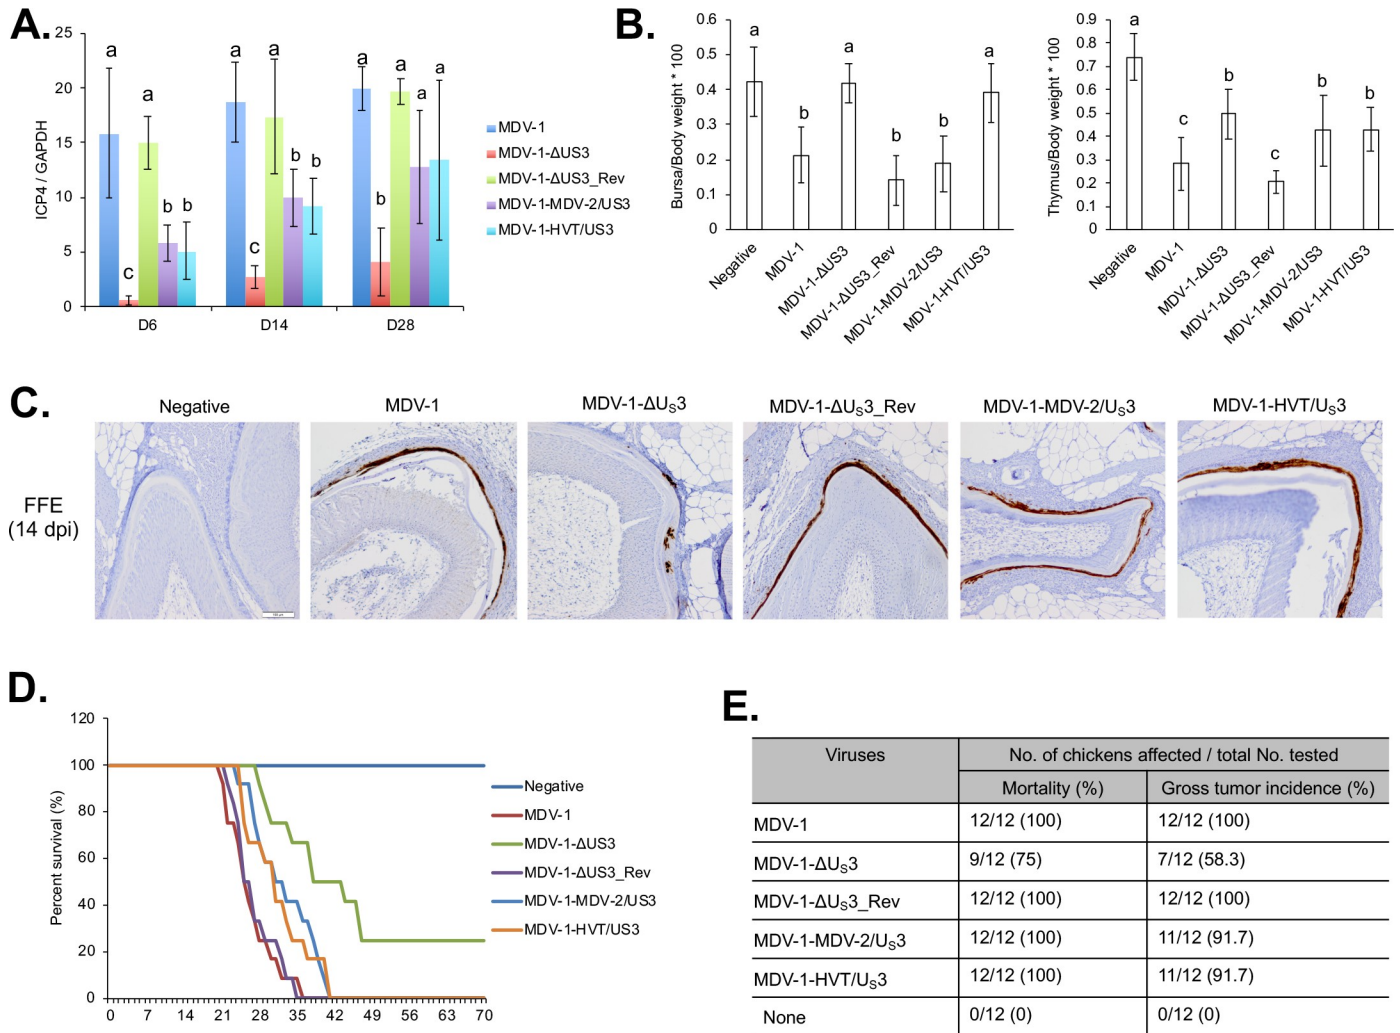 A.
25
20
15
10
5
0
ICP4 / GAPDH
a
a
c
b
b
a
a
c
b
b
a
a
b
a
a
D6
D14
D28
MDV-1
MDV-1-ΔUS3
MDV-1-ΔUS3_Rev
MDV-1-MDV-2/US3
MDV-1-HVT/US3
B.
0.6
0.5
0.4
0.3
0.2
0.1
0
Bursa/Body weight * 100
a
b
a
b
b
a
Negative
MDV-1
MDV-1-ΔUS3
MDV-1-ΔUS3_Rev
MDV-1-MDV-2/US3
MDV-1-HVT/US3
0.9
0.8
0.7
0.6
0.5
0.4
0.3
0.2
0.1
0
Thymus/Body weight * 100
a
c
b
c
b
b
Negative
MDV-1
MDV-1-ΔUS3
MDV-1-ΔUS3_Rev
MDV-1-MDV-2/US3
MDV-1-HVT/US3
C.
Negative
MDV-1
MDV-1-ΔUS3
MDV-1-ΔUS3_Rev
MDV-1-MDV-2/US3
MDV-1-HVT/US3
FFE
(14 dpi)
D.
120
100
80
60
40
20
0
Percent survival (%)
0 7 14 21 28 35 42 49 56 63 70
Negative
MDV-1
MDV-1-ΔUS3
MDV-1-ΔUS3_Rev
MDV-1-MDV-2/US3
MDV-1-HVT/US3
E.
Viruses No. of chickens affected / total No. tested
Mortality (%) Gross tumor incidence (%)
MDV-1 12/12 (100) 12/12 (100)
MDV-1-ΔUS3 9/12 (75) 7/12 (58.3)
MDV-1-ΔUS3_Rev 12/12 (100) 12/12 (100)
MDV-1-MDV-2/US3 12/12 (100) 11/12 (91.7)
MDV-1-HVT/US3 12/12 (100) 11/12 (91.7)
None 0/12 (0) 0/12 (0)